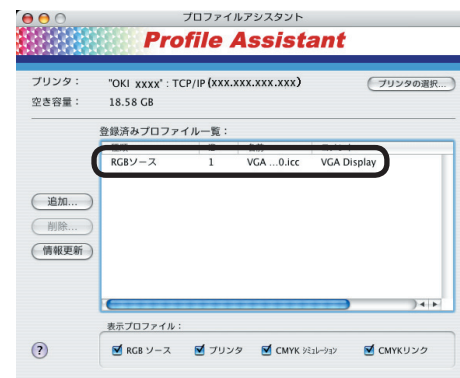 プロファイルアシスタント
Profile Assistant
プリンタ： "OKI xxxx" : TCP/IP (xxx.xxx.xxx.xxx) プリンタの選択...
空き容量： 18.58 GB
登録済みプロファイル一覧：
RGBソース 1 VGA ...0.icc VGA Display
追加...
削除...
情報更新
表示プロファイル：
? RGB ソース プリンタ CMYK シミュレーション CMYKリンク